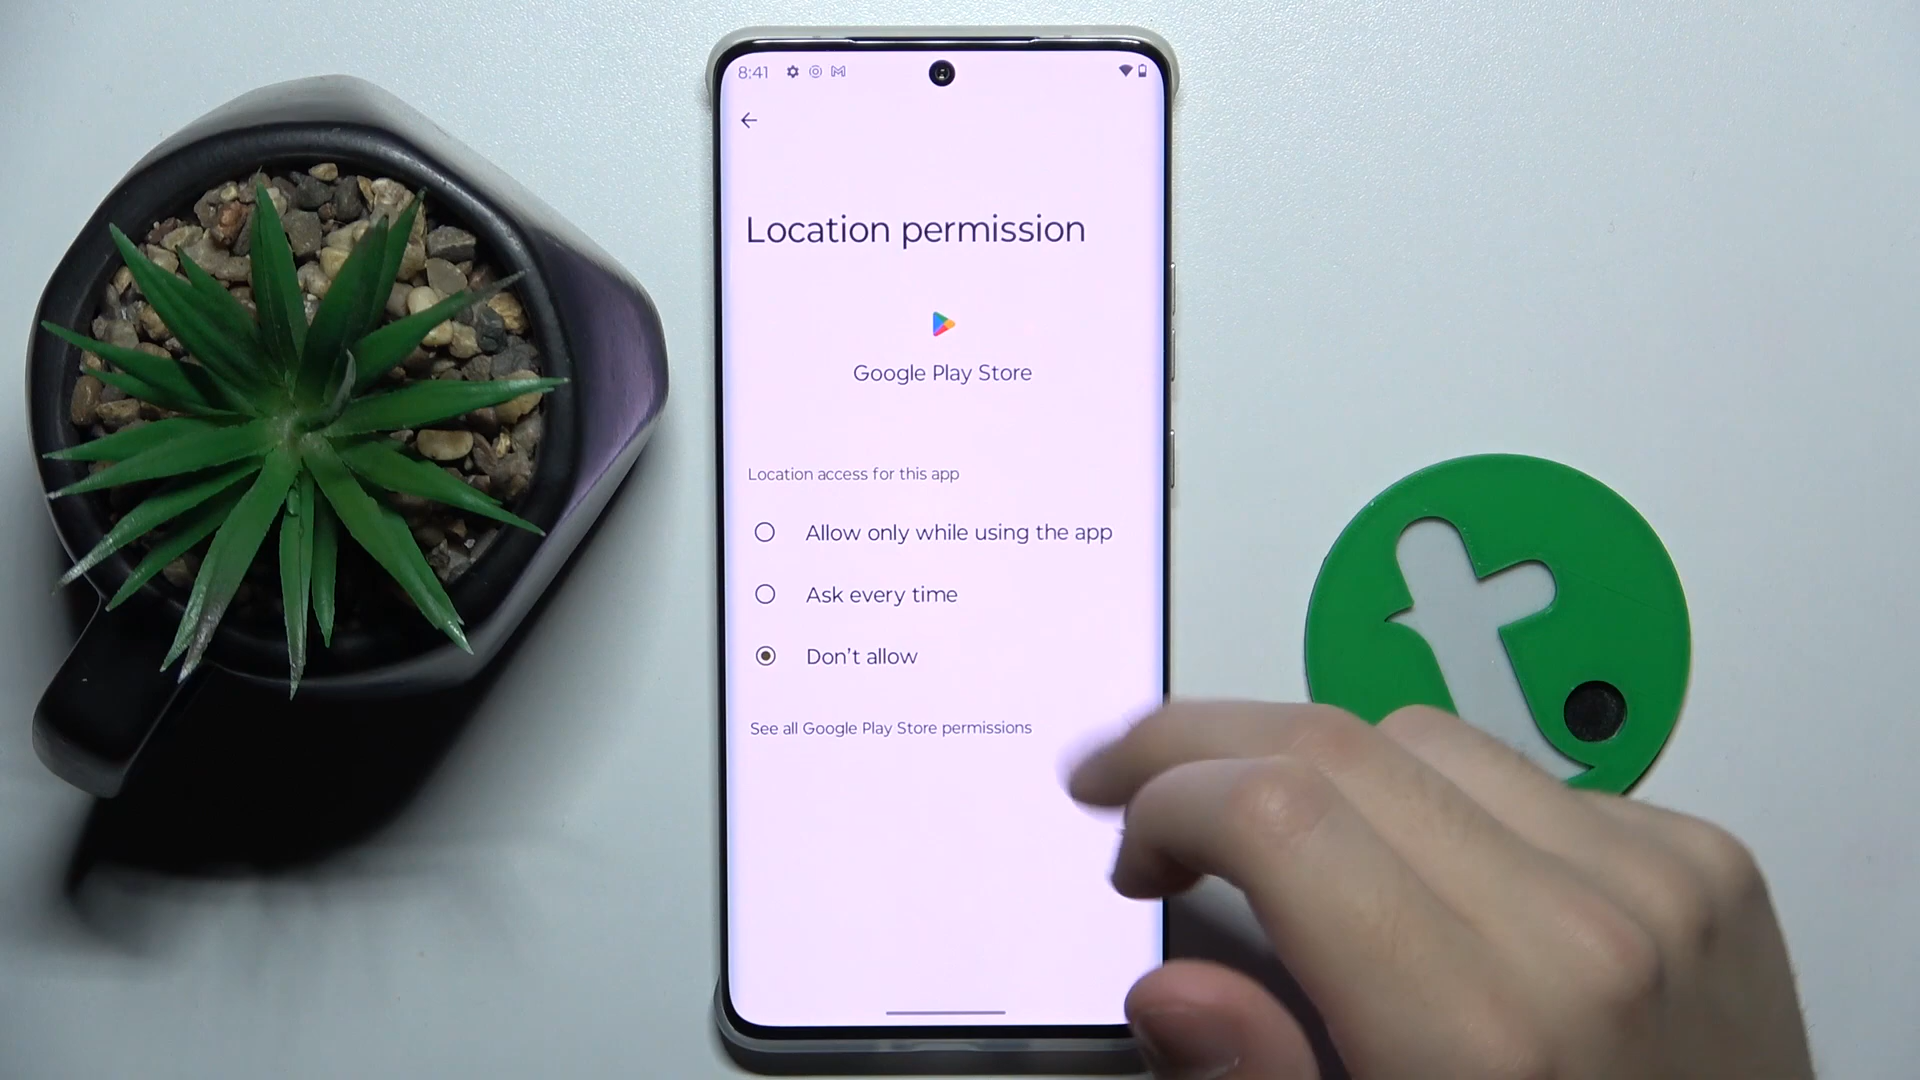 8:41
Location permission
Google Play Store
Location access for this app
Allow only while using the app
Ask every time
Don't allow
See all Google Play Store permissions